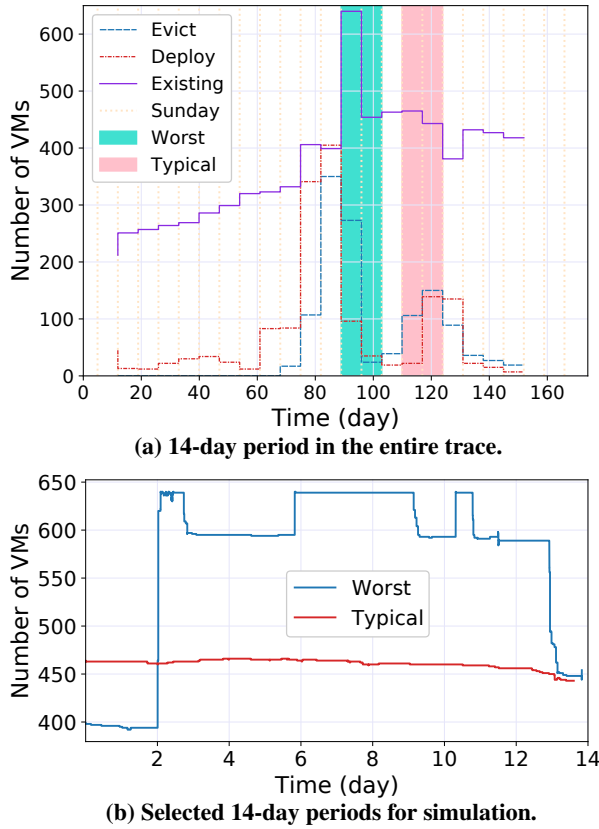 600
500
400
300
200
100
0
Number of VMs
Evict
Deploy
Existing
Sunday
Worst
Typical
0 20 40 60 80 100 120 140 160
Time (day)
(a) 14-day period in the entire trace.
650
600
550
500
450
400
Number of VMs
Worst
Typical
2 4 6 8 10 12 14
Time (day)
(b) Selected 14-day periods for simulation.